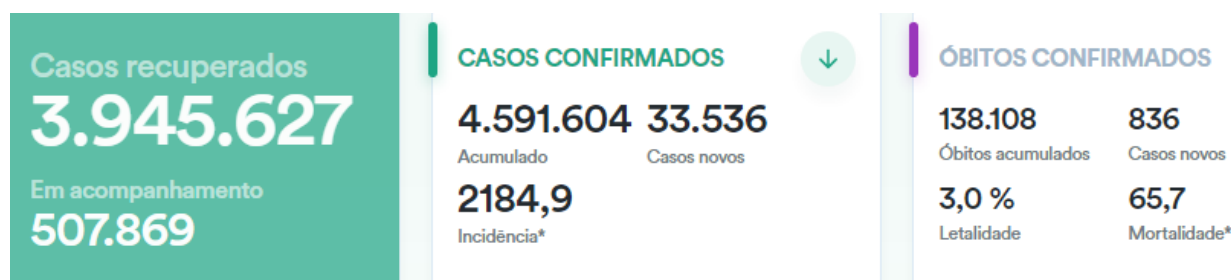 Casos recuperados
3.945.627
Em acompanhamento
507.869
CASOS CONFIRMADOS
4.591.604 33.536
Acumulado Casos novos
2184,9
Incidência*
ÓBITOS CONFIRMADOS
138.108 836
Óbitos acumulados Casos novos
3,0 % 65,7
Letalidade Mortalidade*